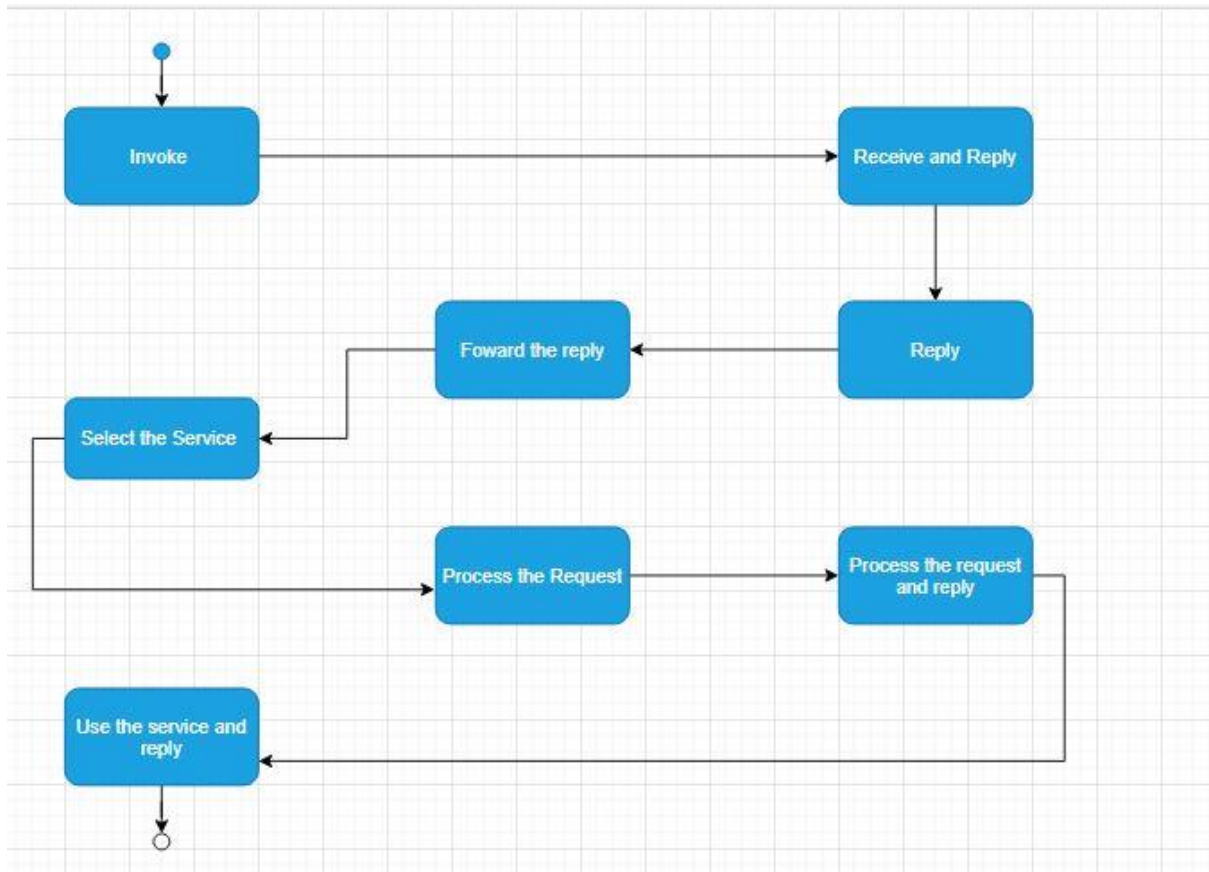 Invoke
Receive and Reply
Foward the reply
Reply
Select the Service
Process the Request
Process the request
and reply
Use the service and
reply